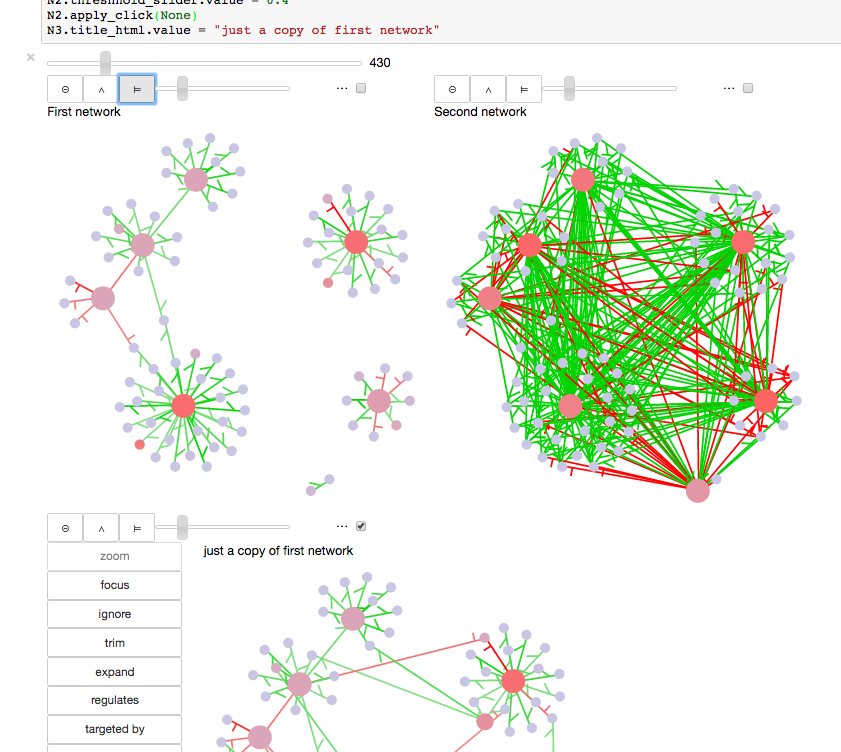 N2.threshhold_slider.value = 0.4
N2.apply_click(None)
N3.title_html.value = "just a copy of first network"
430
⊖ ∧ ⊨ ... ⊖ ∧ ⊨ ...
First network Second network
⊖ ∧ ⊨ ...
zoom just a copy of first network
focus
ignore
trim
expand
regulates
targeted by